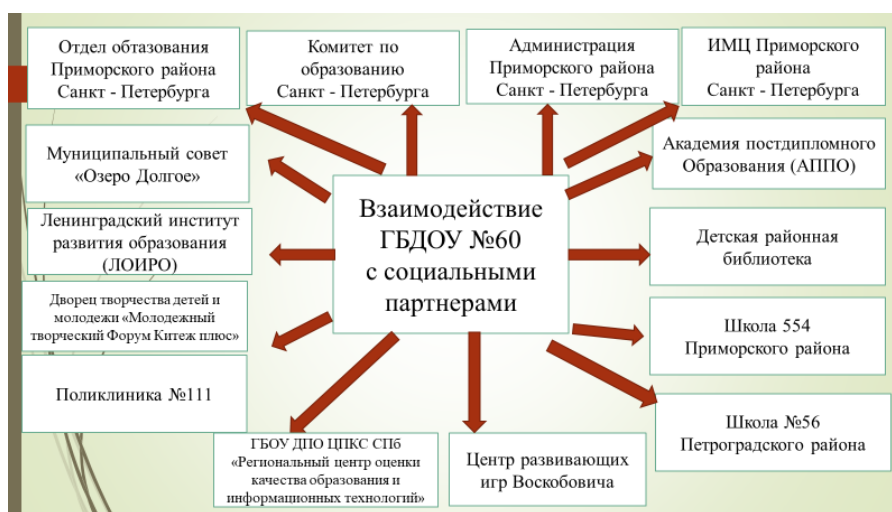 Отдел обтазования
Приморского района
Санкт - Петербурга
Комитет по
образованию
Санкт - Петербурга
Администрация
Приморского района
Санкт - Петербурга
ИМЦ Приморского
района
Санкт - Петербурга
Муниципальный совет
«Озеро Долгое»
Академия постдипломного
Образования (АППО)
Ленинградский институт
развития образования
(ЛОИРО)
Взаимодействие
ГБДОУ №60
с социальными
партнерами
Детская районная
библиотека
Дворец творчества детей и
молодежи «Молодежный
творческий Форум Китеж плюс»
Школа 554
Приморского района
Поликлиника №111
Школа №56
Петроградского района
ГБОУ ДПО ЦПКС СПб
«Региональный центр оценки
качества образования и
информационных технологий»
Центр развивающих
игр Воскобовича